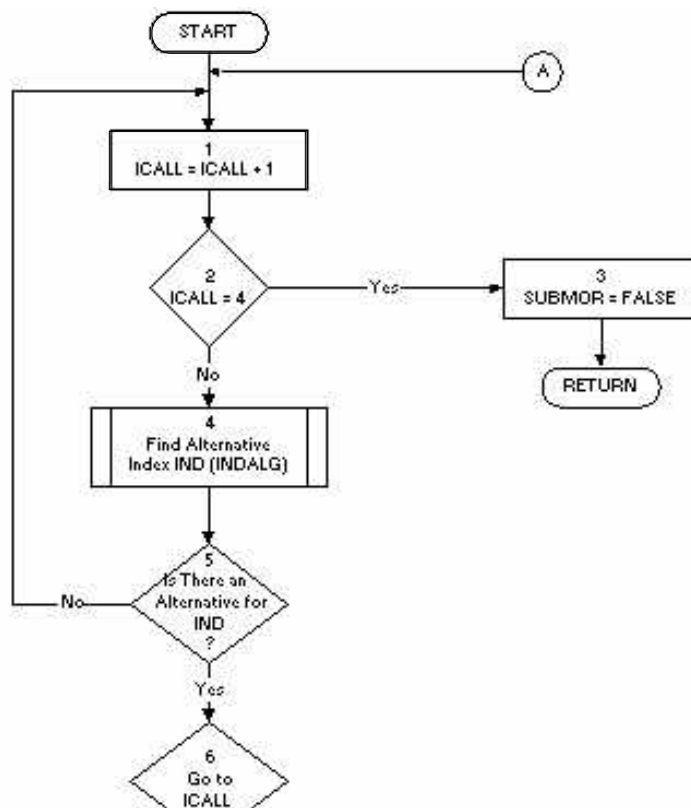 START
A
1
ICALL = ICALL + 1
2
ICALL = 4
Yes
3
SUBMOR = FALSE
No
RETURN
4
Find Alternative
Index IND (INDALG)
5
Is There an
Alternative for
IND
?
No
Yes
6
Go to
ICALL